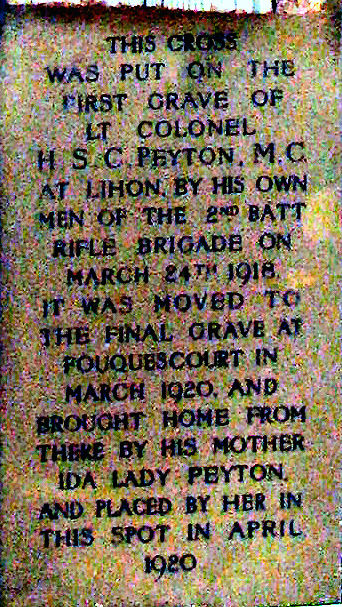 THIS CROSS
WAS PUT ON THE
FIRST GRAVE OF
LT COLONEL
H. S. C. PEYTON, M.C.
AT LIHON, BY HIS OWN
MEN OF THE 2ND BATT
RIFLE BRIGADE ON
MARCH 24TH 1918.
IT WAS MOVED TO
THE FINAL GRAVE AT
FOUQUESCOURT IN
MARCH 1920, AND
BROUGHT HOME FROM
THERE BY HIS MOTHER
IDA LADY PEYTON,
AND PLACED BY HER IN
THIS SPOT IN APRIL
1920